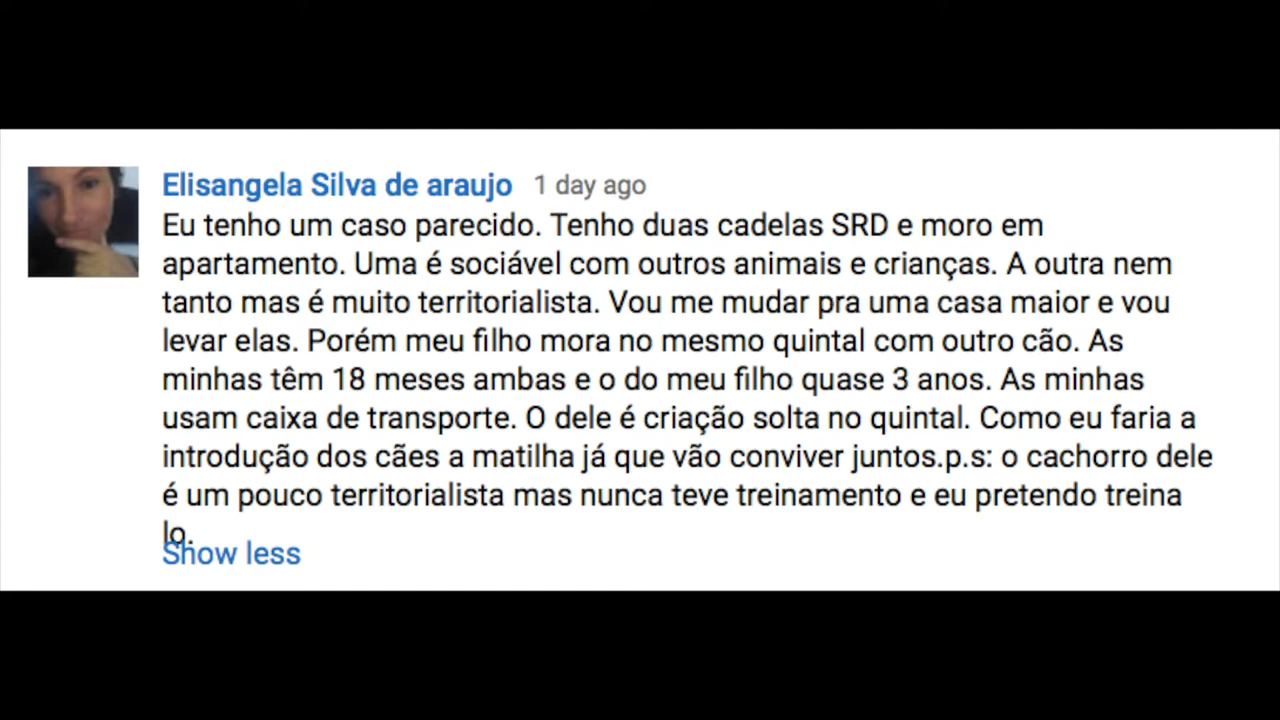 Elisangela Silva de araujo 1 day ago
Eu tenho um caso parecido. Tenho duas cadelas SRD e moro em
apartamento. Uma é sociável com outros animais e crianças. A outra nem
tanto mas é muito territorialista. Vou me mudar pra uma casa maior e vou
levar elas. Porém meu filho mora no mesmo quintal com outro cão. As
minhas têm 18 meses ambas e o do meu filho quase 3 anos. As minhas
usam caixa de transporte. O dele é criação solta no quintal. Como eu faria a
introdução dos cães a matilha já que vão conviver juntos.p.s: o cachorro dele
é um pouco territorialista mas nunca teve treinamento e eu pretendo treina
lo.
Show less